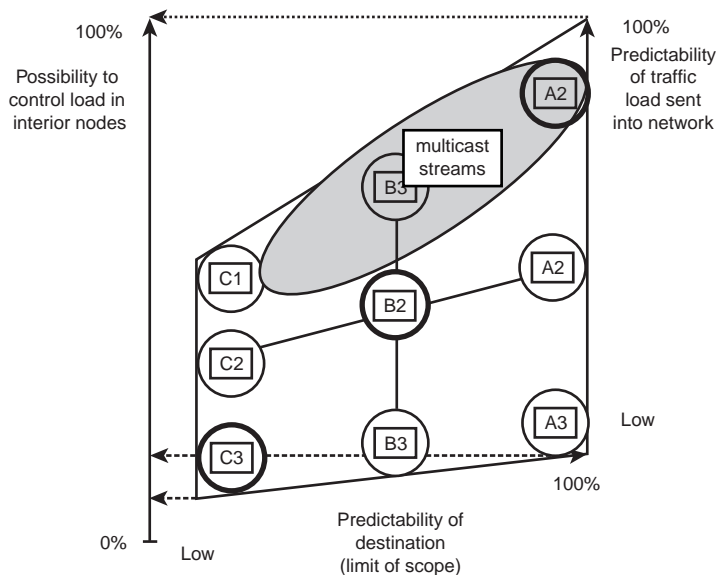 100%
100%
Possibility to
control load in
interior nodes
Predictability
of traffic
load sent
into network
A2
multicast
streams
B3
C1
A2
B2
C2
A3
Low
B3
C3
100%
Predictability of
destination
(limit of scope)
0%
Low